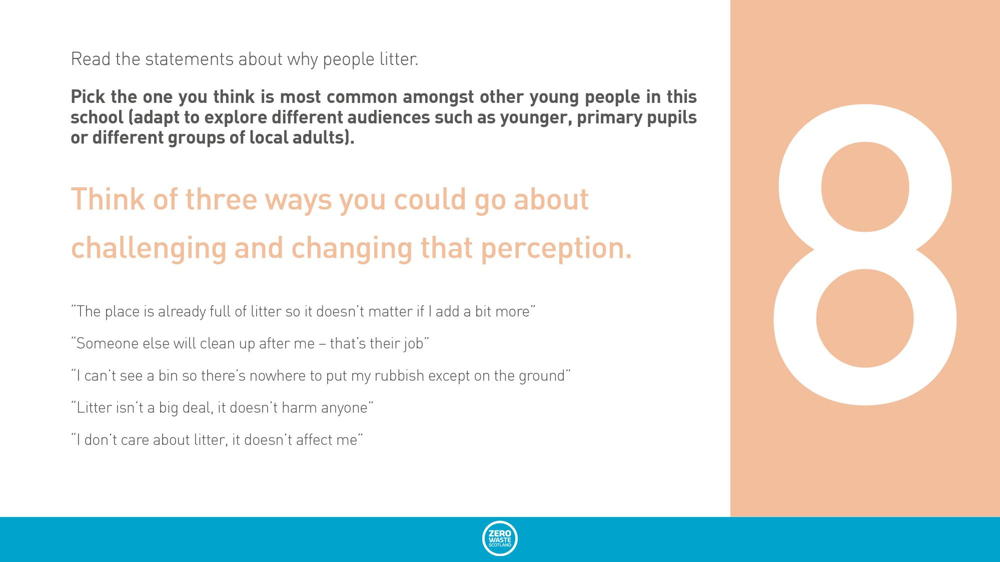 Read the statements about why people litter.
Pick the one you think is most common amongst other young people in this
school (adapt to explore different audiences such as younger, primary pupils
or different groups of local adults).
Think of three ways you could go about
challenging and changing that perception.
“The place is already full of litter so it doesn’t matter if I add a bit more”
“Someone else will clean up after me – that’s their job”
“I can’t see a bin so there’s nowhere to put my rubbish except on the ground”
“Litter isn’t a big deal, it doesn’t harm anyone”
“I don’t care about litter, it doesn’t affect me”
8
ZERO
WASTE
SCOTLAND